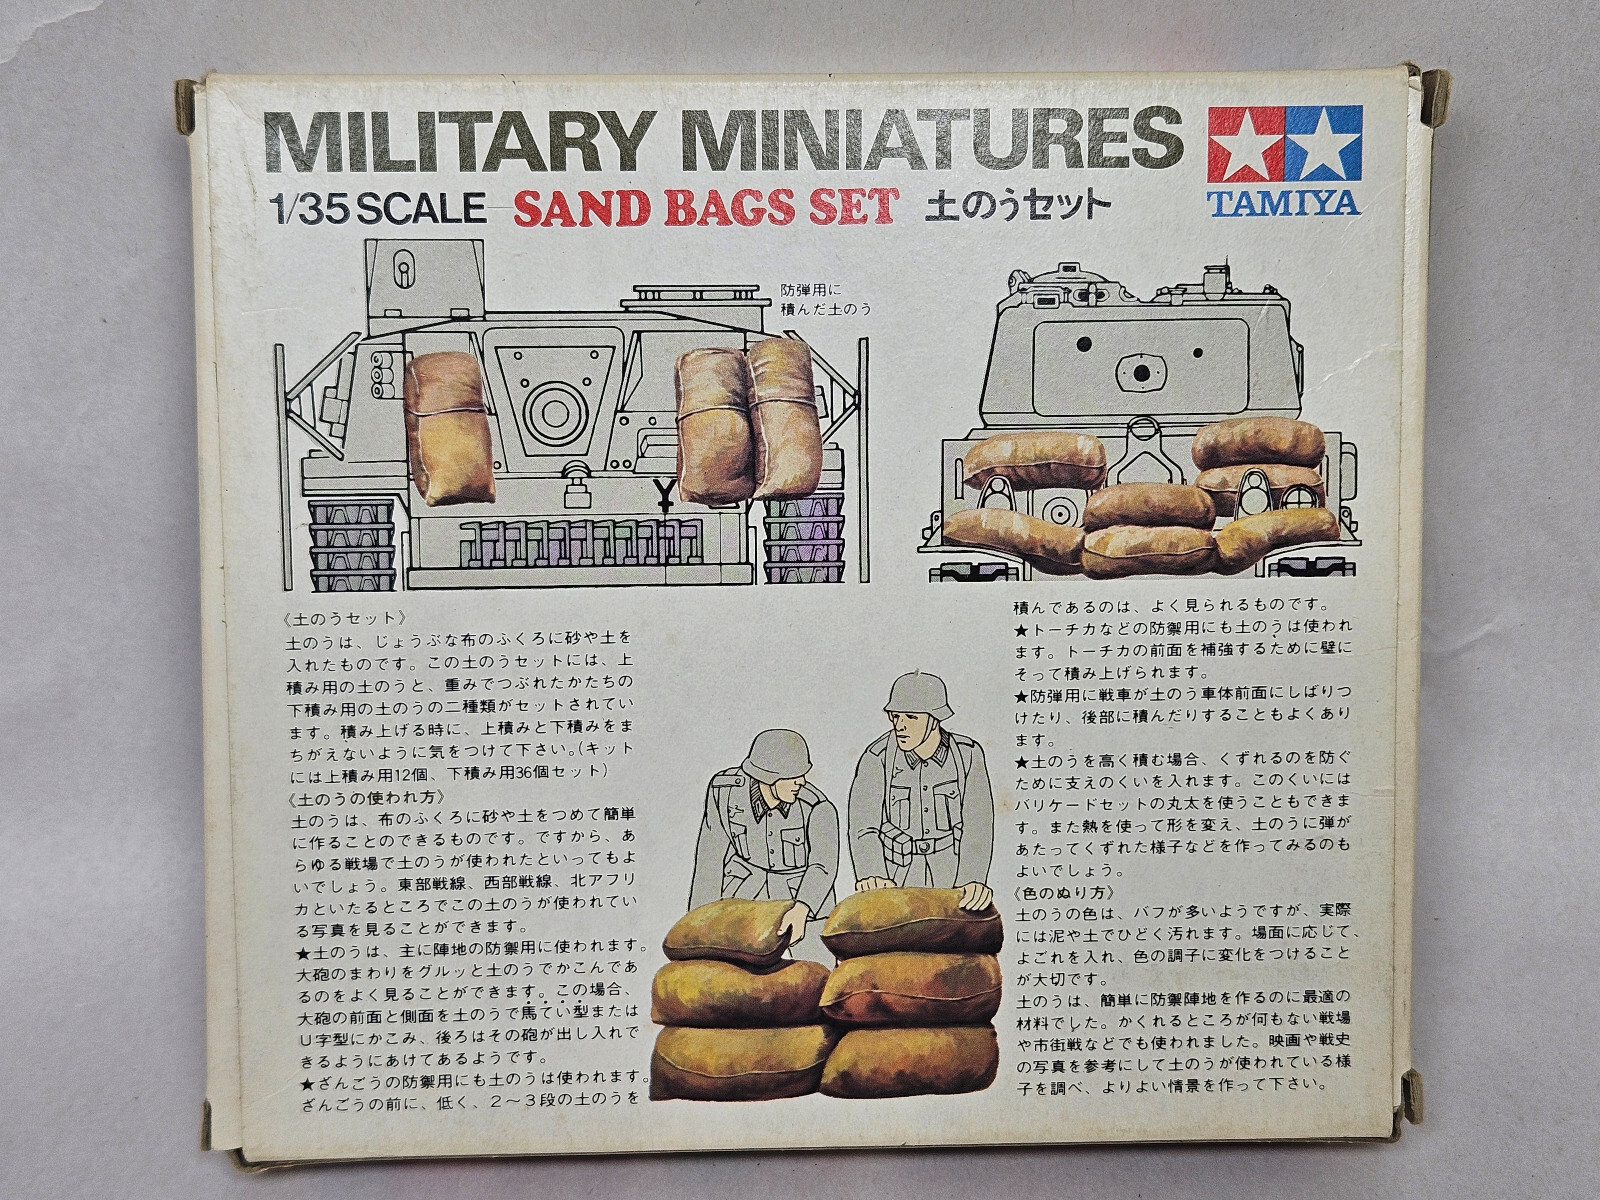 MILITARY MINIATURES
1/35 SCALE SAND BAGS SET 土のうセット
TAMIYA
防弾用に
積んだ土のう
《土のうセット》
土のうは、じょうぶな布のふくろに砂や土を
入れたものです。この土のうセットには、上
積み用の土のうと、重みでつぶれたかたちの
下積み用の土のうの二種類がセットされてい
ます。積み上げる時に、上積みと下積みをま
ちがえないように気をつけて下さい。(キット
には上積み用12個、下積み用36個セット)
《土のうの使われ方》
土のうは、布のふくろに砂や土をつめて簡単
に作ることのできるものです。ですから、あ
らゆる戦場で土のうが使われたといってもよ
いでしょう。東部戦線、西部戦線、北アフリ
カといたるところでこの土のうが使われてい
る写真を見ることができます。
★土のうは、主に陣地の防禦用に使われます。
大砲のまわりをグルッと土のうでかこんであ
るのをよく見ることができます。この場合、
大砲の前面と側面を土のうで馬てい型または
U字型にかこみ、後ろはその砲が出し入れで
きるようにあけてあるようです。
★ざんごうの防禦用にも土のうは使われます。
ざんごうの前に、低く、2〜3段の土のうを
積んであるのは、よく見られるものです。
★トーチカなどの防禦用にも土のうは使われ
ます。トーチカの前面を補強するために壁に
そって積み上げられます。
★防弾用に戦車が土のう車体前面にしばりつ
けたり、後部に積んだりすることもよくあり
ます。
★土のうを高く積む場合、くずれるのを防ぐ
ために支えのくいを入れます。このくいには
バリケードセットの丸太を使うこともできま
す。また熱を使って形を変え、土のうに弾が
あたってくずれた様子などを作ってみるのも
よいでしょう。
《色のぬり方》
土のうの色は、バフが多いようですが、実際
には泥や土でひどく汚れます。場面に応じて、
よごれを入れ、色の調子に変化をつけること
が大切です。
土のうは、簡単に防禦陣地を作るのに最適の
材料でした。かくれるところが何もない戦場
や市街戦などでも使われました。映画や戦史
の写真を参考にして土のうが使われている様
子を調べ、よりよい情景を作って下さい。